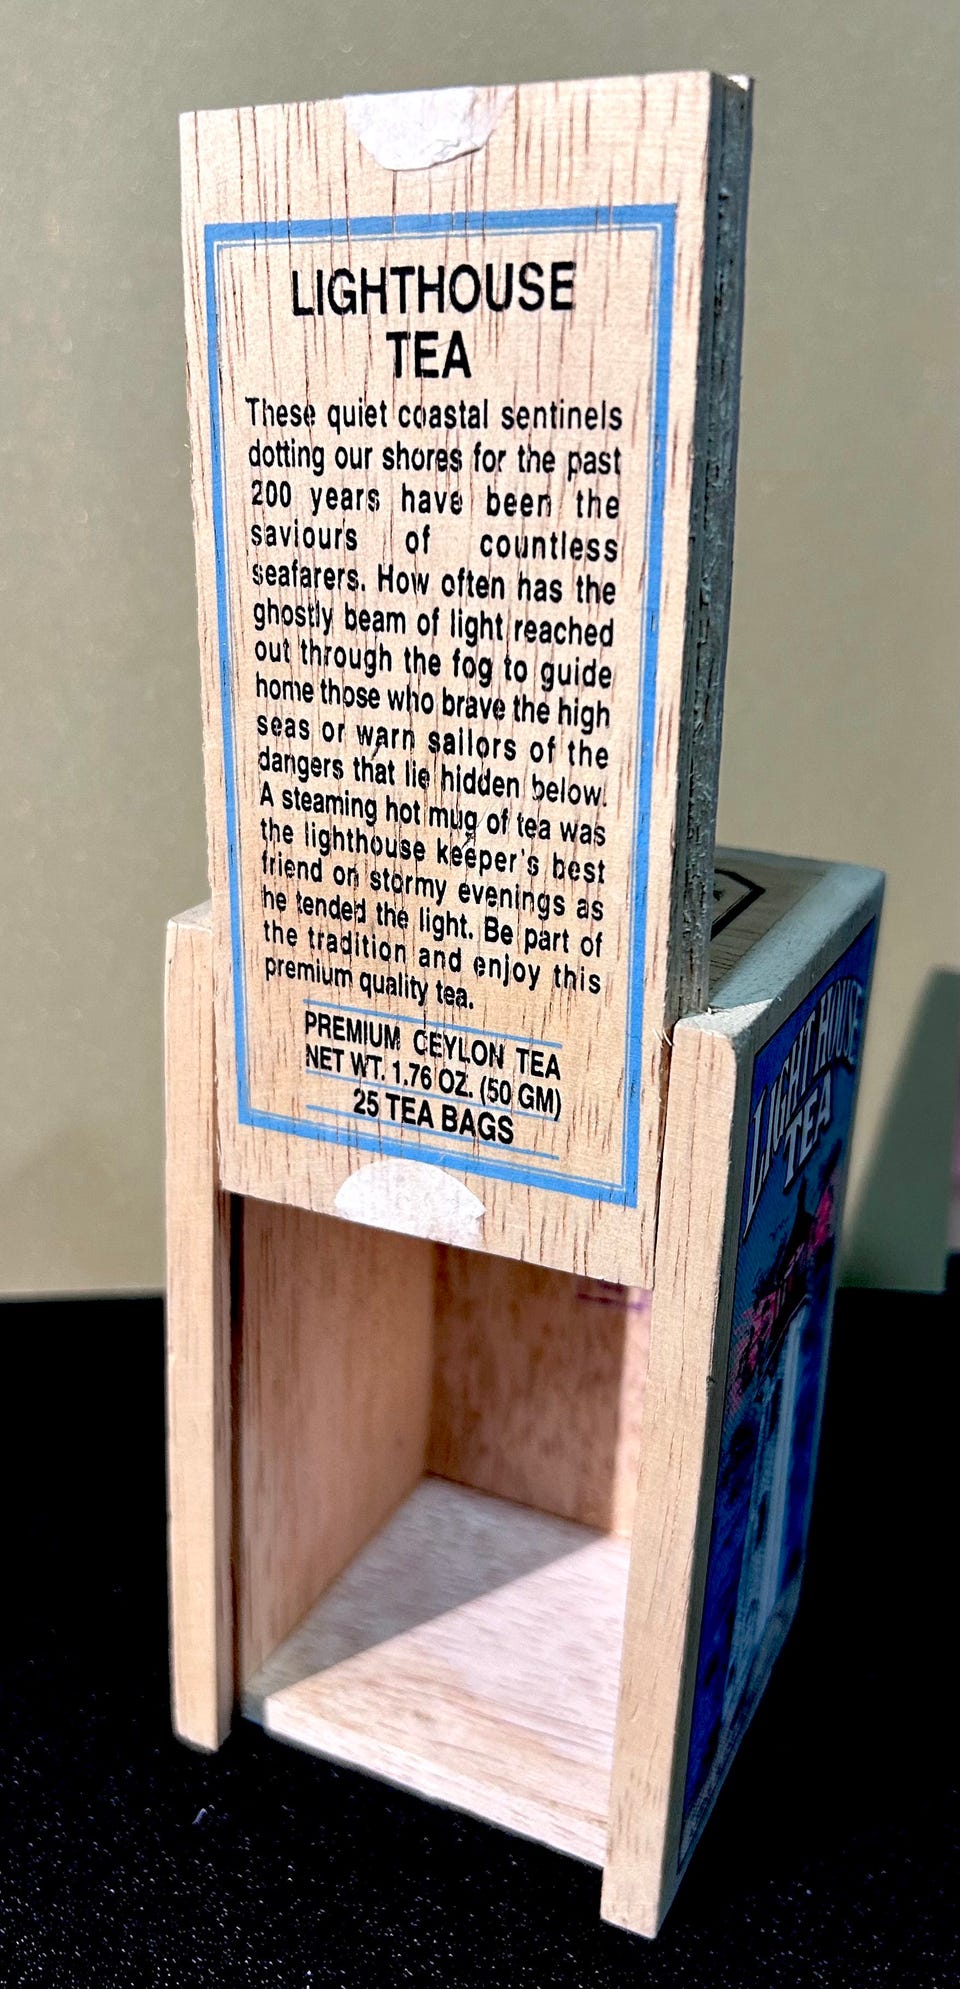 LIGHTHOUSE
TEA
These quiet coastal sentinels
dotting our shores for the past
200 years have been the
saviours of countless
seafarers. How often has the
ghostly beam of light reached
out through the fog to guide
home those who brave the high
seas or warn sailors of the
dangers that lie hidden below.
A steaming hot mug of tea was
the lighthouse keeper's best
friend on stormy evenings as
he tended the light. Be part of
the tradition and enjoy this
premium quality tea.
PREMIUM CEYLON TEA
NET WT. 1.76 OZ. (50 GM)
25 TEA BAGS
LIGHTHOUSE
TEA